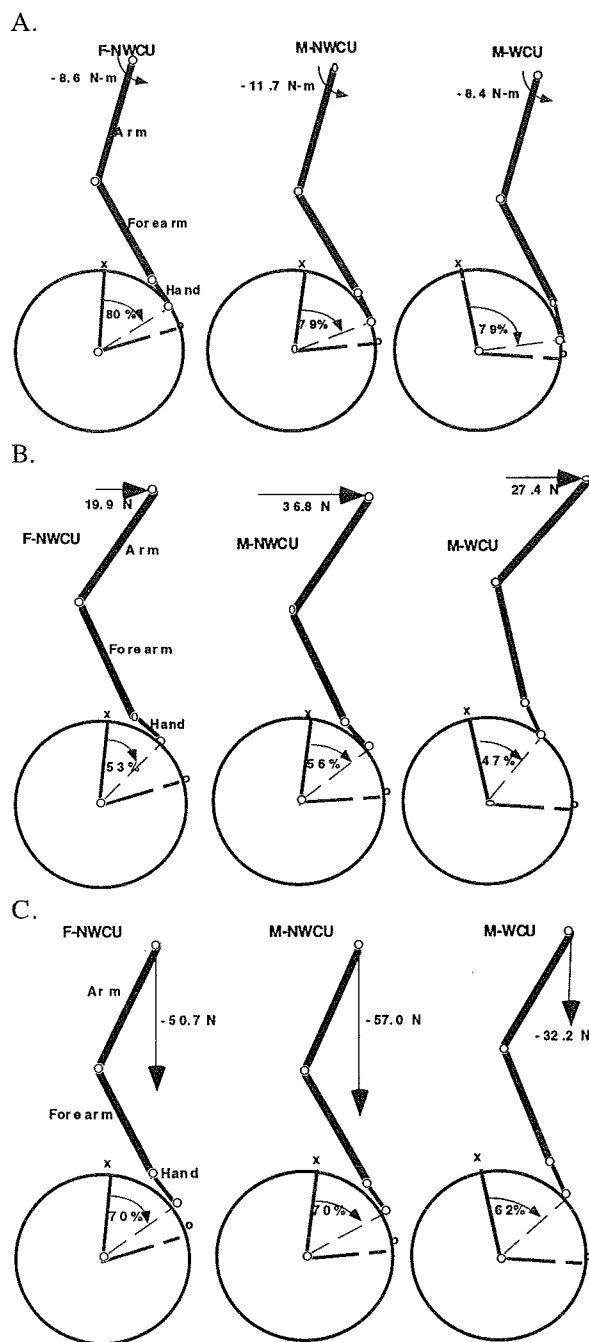 A.
F-NWCU M-NWCU M-WCU
-8.6 N-m -11.7 N-m -8.4 N-m
Arm
Forearm
x x x
Hand
80% 79% 79%
B.
19.9 N 36.8 N 27.4 N
F-NWCU M-NWCU M-WCU
Arm
Forearm
x x x
Hand
53% 56% 47%
C.
F-NWCU M-NWCU M-WCU
Arm
-50.7 N -57.0 N -32.2 N
Forearm
x x x
Hand
70% 70% 62%